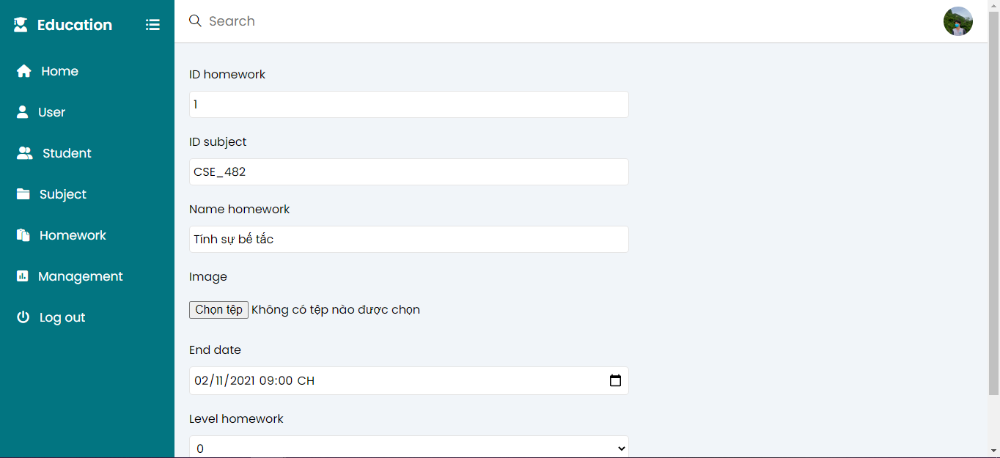 Education
Search
Home
User
Student
Subject
Homework
Management
Log out
ID homework
1
ID subject
CSE_482
Name homework
Tính sự bế tắc
Image
Chọn tệp Không có tệp nào được chọn
End date
02/11/2021 09:00 CH
Level homework
0